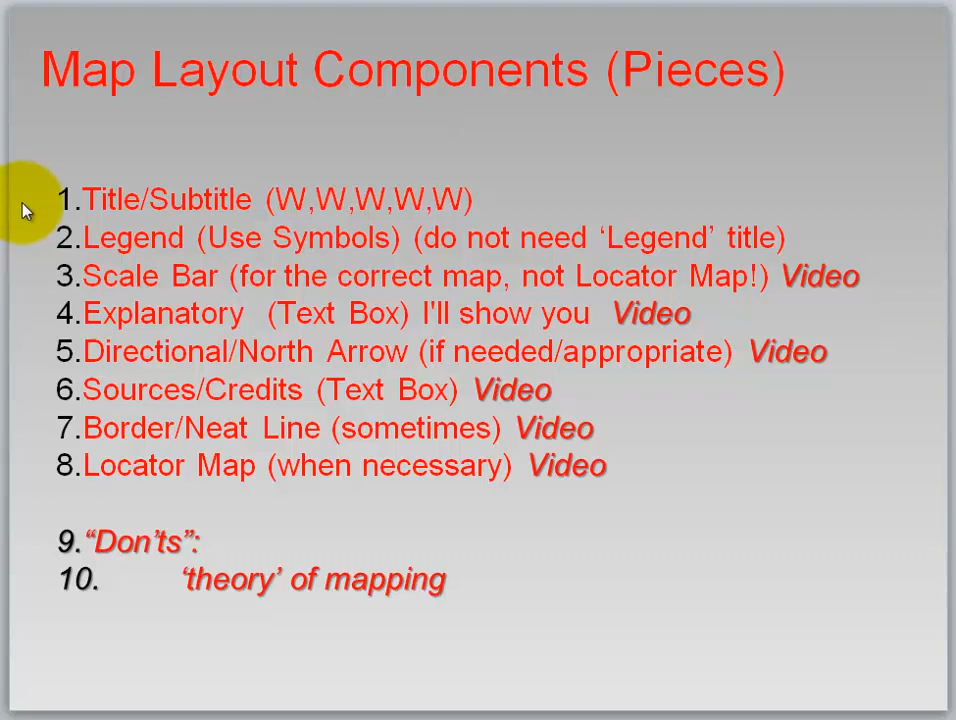 Map Layout Components (Pieces)
1.Title/Subtitle (W,W,W,W,W)
2.Legend (Use Symbols) (do not need ‘Legend’ title)
3.Scale Bar (for the correct map, not Locator Map!) Video
4.Explanatory (Text Box) I'll show you Video
5.Directional/North Arrow (if needed/appropriate) Video
6.Sources/Credits (Text Box) Video
7.Border/Neat Line (sometimes) Video
8.Locator Map (when necessary) Video
9.“Don’ts”:
10. ‘theory’ of mapping